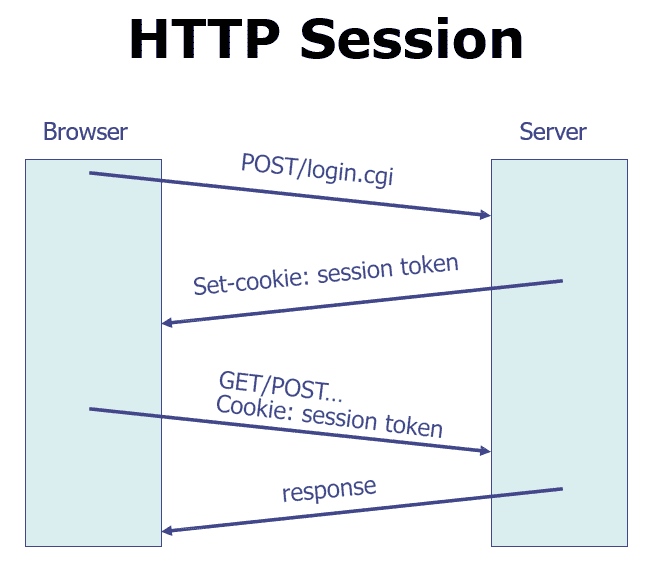 HTTP Session
Browser
Server
POST/login.cgi
Set-cookie: session token
GET/POST…
Cookie: session token
response